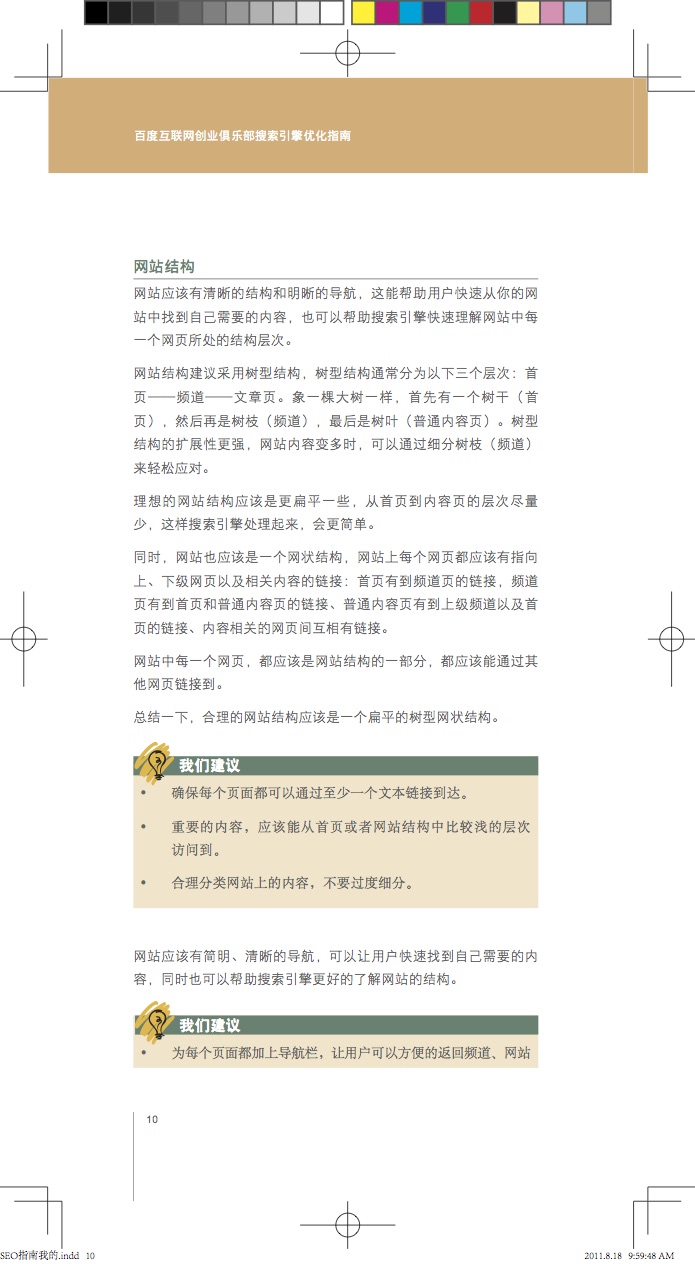 百度互联网创业俱乐部搜索引擎优化指南
网站结构
网站应该有清晰的结构和明晰的导航，这能帮助用户快速从你的网
站中找到自己需要的内容，也可以帮助搜索引擎快速理解网站中每
一个网页所处的结构层次。
网站结构建议采用树型结构，树型结构通常分为以下三个层次：首
页——频道——文章页。象一棵大树一样，首先有一个树干（首
页），然后再是树枝（频道），最后是树叶（普通内容页）。树型
结构的扩展性更强，网站内容变多时，可以通过细分树枝（频道）
来轻松应对。
理想的网站结构应该是更扁平一些，从首页到内容页的层次尽量
少，这样搜索引擎处理起来，会更简单。
同时，网站也应该是一个网状结构，网站上每个网页都应该有指向
上、下级网页以及相关内容的链接：首页有到频道页的链接，频道
页有到首页和普通内容页的链接、普通内容页有到上级频道以及首
页的链接、内容相关的网页间互相有链接。
网站中每一个网页，都应该是网站结构的一部分，都应该能通过其
他网页链接到。
总结一下，合理的网站结构应该是一个扁平的树型网状结构。
我们建议
• 确保每个页面都可以通过至少一个文本链接到达。
• 重要的内容，应该能从首页或者网站结构中比较浅的层次
访问到。
• 合理分类网站上的内容，不要过度细分。
网站应该有简明、清晰的导航，可以让用户快速找到自己需要的内
容，同时也可以帮助搜索引擎更好的了解网站的结构。
我们建议
• 为每个页面都加上导航栏，让用户可以方便的返回频道、网站
10
SEO指南我的.indd 10
2011.8.18 9:59:48 AM